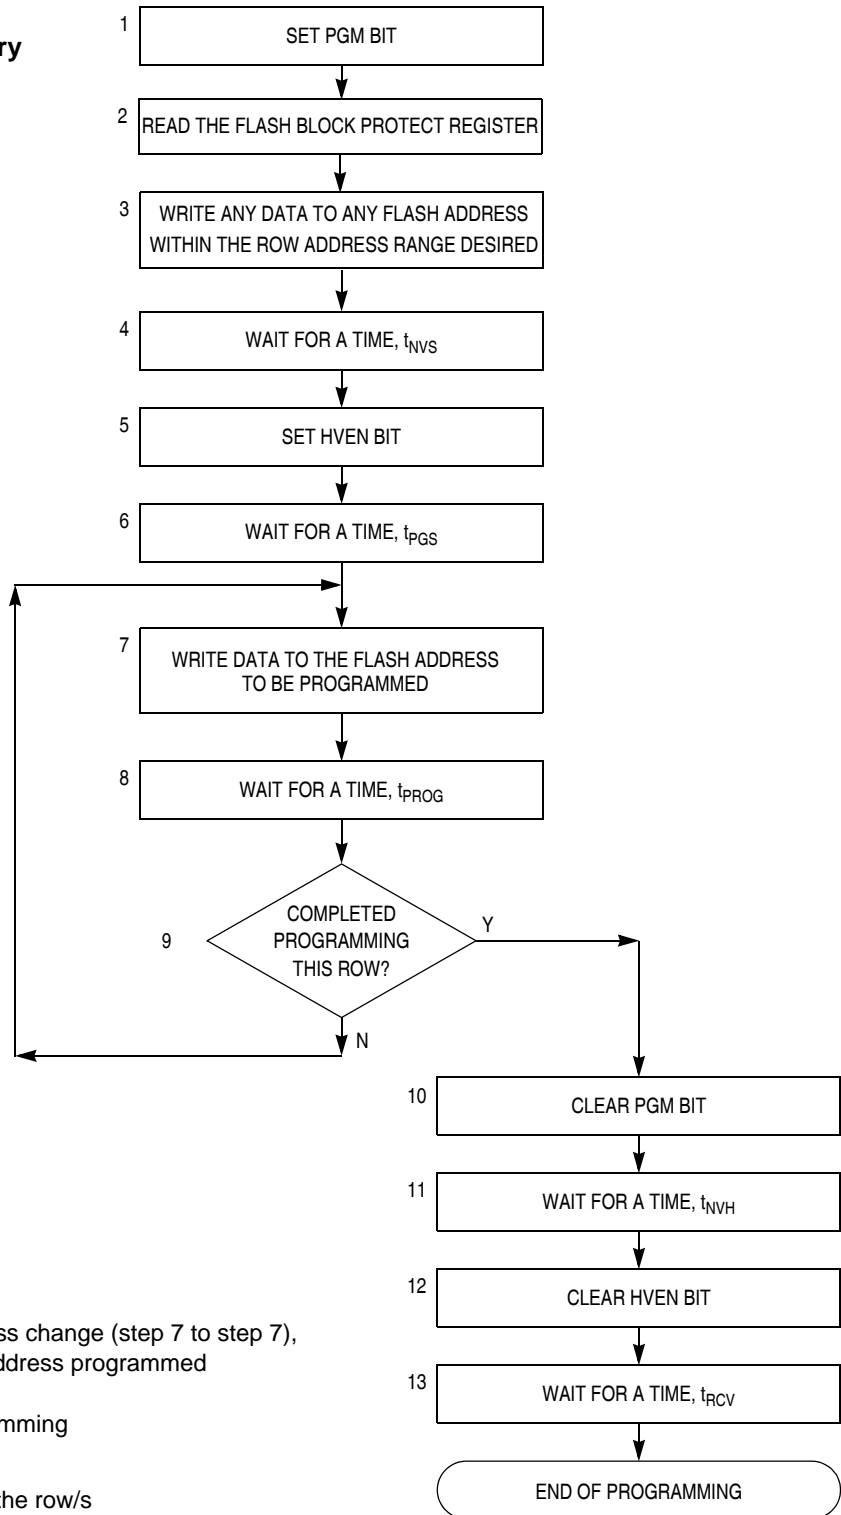 ry
1
SET PGM BIT
2
READ THE FLASH BLOCK PROTECT REGISTER
3
WRITE ANY DATA TO ANY FLASH ADDRESS
WITHIN THE ROW ADDRESS RANGE DESIRED
4
WAIT FOR A TIME, tNVS
5
SET HVEN BIT
6
WAIT FOR A TIME, tPGS
7
WRITE DATA TO THE FLASH ADDRESS
TO BE PROGRAMMED
8
WAIT FOR A TIME, tPROG
9
COMPLETED
PROGRAMMING
THIS ROW?
Y
N
10
CLEAR PGM BIT
11
WAIT FOR A TIME, tNVH
12
CLEAR HVEN BIT
13
WAIT FOR A TIME, tRCV
END OF PROGRAMMING
ss change (step 7 to step 7),
ddress programmed
mming
the row/s